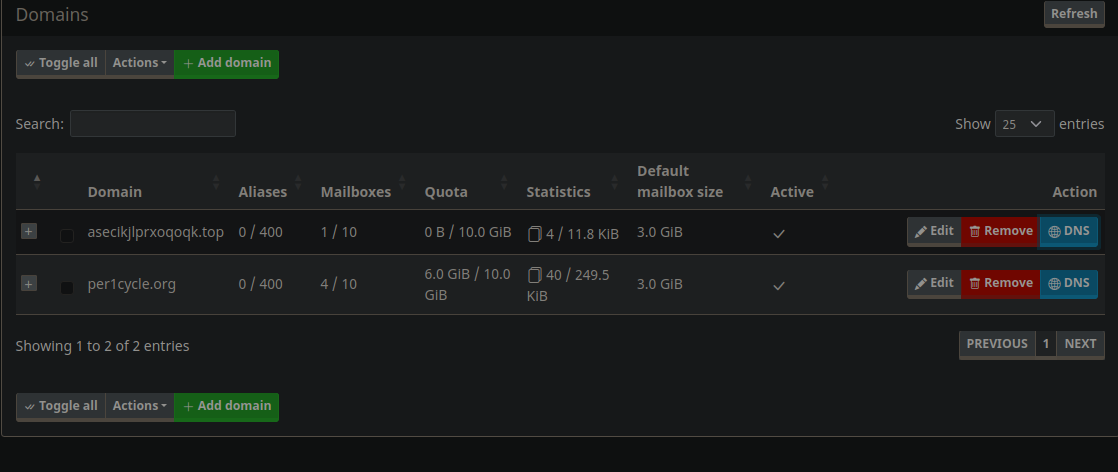 Domains
Refresh
Toggle all Actions + Add domain
Search:
Show 25 entries
Domain Aliases Mailboxes Quota Statistics Default mailbox size Active Action
+ asecikjlprxoqoqk.top 0 / 400 1 / 10 0 B / 10.0 GiB 4 / 11.8 KiB 3.0 GiB Edit Remove DNS
+ per1cycle.org 0 / 400 4 / 10 6.0 GiB / 10.0 GiB 40 / 249.5 KiB 3.0 GiB Edit Remove DNS
Showing 1 to 2 of 2 entries
PREVIOUS 1 NEXT
Toggle all Actions + Add domain